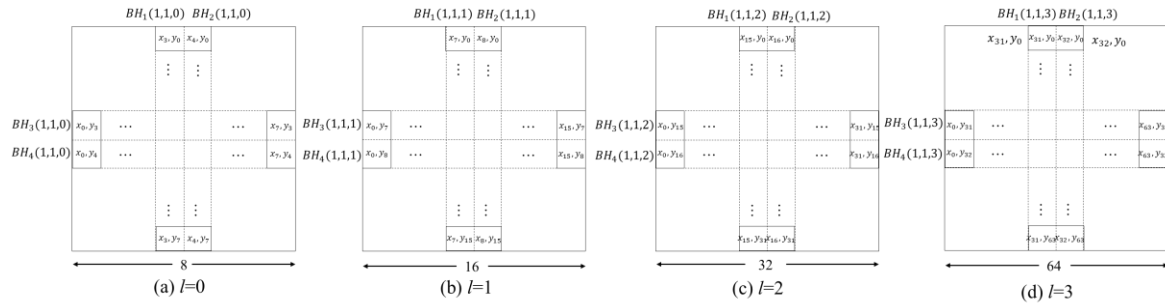 BH₁(1,1,0) BH₂(1,1,0)
x₃,y₀ x₄,y₀
⋮ ⋮
BH₃(1,1,0) x₀,y₃ ⋯ ⋯ x₇,y₃
BH₄(1,1,0) x₀,y₄ ⋯ ⋯ x₇,y₄
⋮ ⋮
x₃,y₇ x₄,y₇
8
(a) l=0
BH₁(1,1,1) BH₂(1,1,1)
x₇,y₀ x₈,y₀
⋮ ⋮
BH₃(1,1,1) x₀,y₇ ⋯ ⋯ x₁₅,y₇
BH₄(1,1,1) x₀,y₈ ⋯ ⋯ x₁₅,y₈
⋮ ⋮
x₇,y₁₅ x₈,y₁₅
16
(b) l=1
BH₁(1,1,2) BH₂(1,1,2)
x₁₅,y₀ x₁₆,y₀
⋮ ⋮
BH₃(1,1,2) x₀,y₁₅ ⋯ ⋯ x₃₁,y₁₅
BH₄(1,1,2) x₀,y₁₆ ⋯ ⋯ x₃₁,y₁₆
⋮ ⋮
x₁₅,y₃₁ x₁₆,y₃₁
32
(c) l=2
BH₁(1,1,3) BH₂(1,1,3)
x₃₁,y₀ x₃₁,y₀ x₃₂,y₀ x₃₂,y₀
⋮ ⋮
BH₃(1,1,3) x₀,y₃₁ ⋯ ⋯
BH₄(1,1,3) x₀,y₃₂ ⋯ ⋯
⋮ ⋮
x₃₁,y₆₃ x₃₂,y₆₃
64
(d) l=3